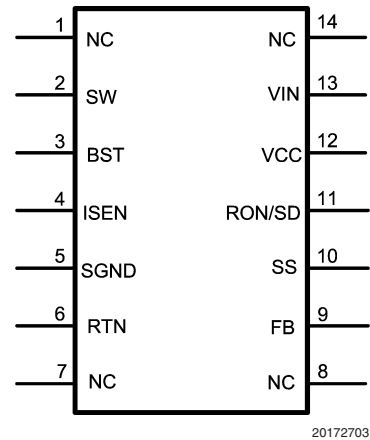 1 NC NC 14
2 SW VIN 13
3 BST VCC 12
4 ISEN RON/SD 11
5 SGND SS 10
6 RTN FB 9
7 NC NC 8
20172703